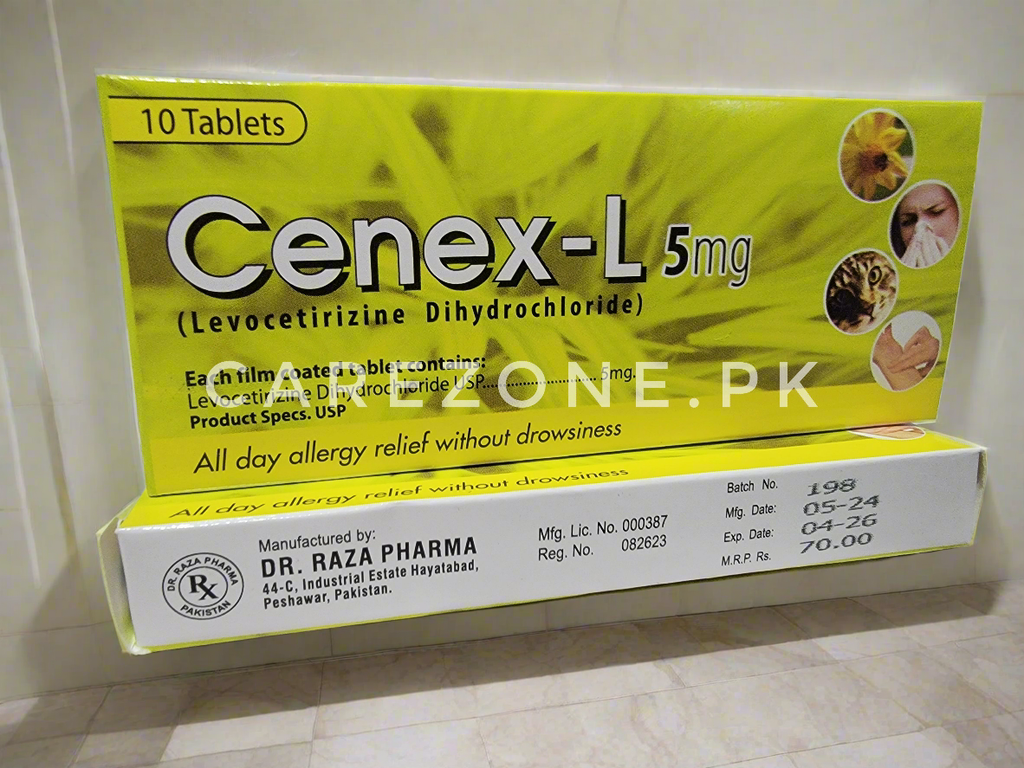 10 Tablets
Cenex-L 5mg
(Levocetirizine Dihydrochloride)
Each film coated tablet contains:
Levocetirizine Dihydrochloride USP............................ 5mg.
Product Specs. USP
CAREZONE.PK
All day allergy relief without drowsiness
All day allergy relief without drowsiness
DR. RAZA PHARMA
Rx
PAKISTAN
Manufactured by:
DR. RAZA PHARMA
44-C, Industrial Estate Hayatabad,
Peshawar, Pakistan.
Mfg. Lic. No. 000387
Reg. No. 082623
Batch No. 198
Mfg. Date: 05-24
Exp. Date: 04-26
M.R.P. Rs. 70.00